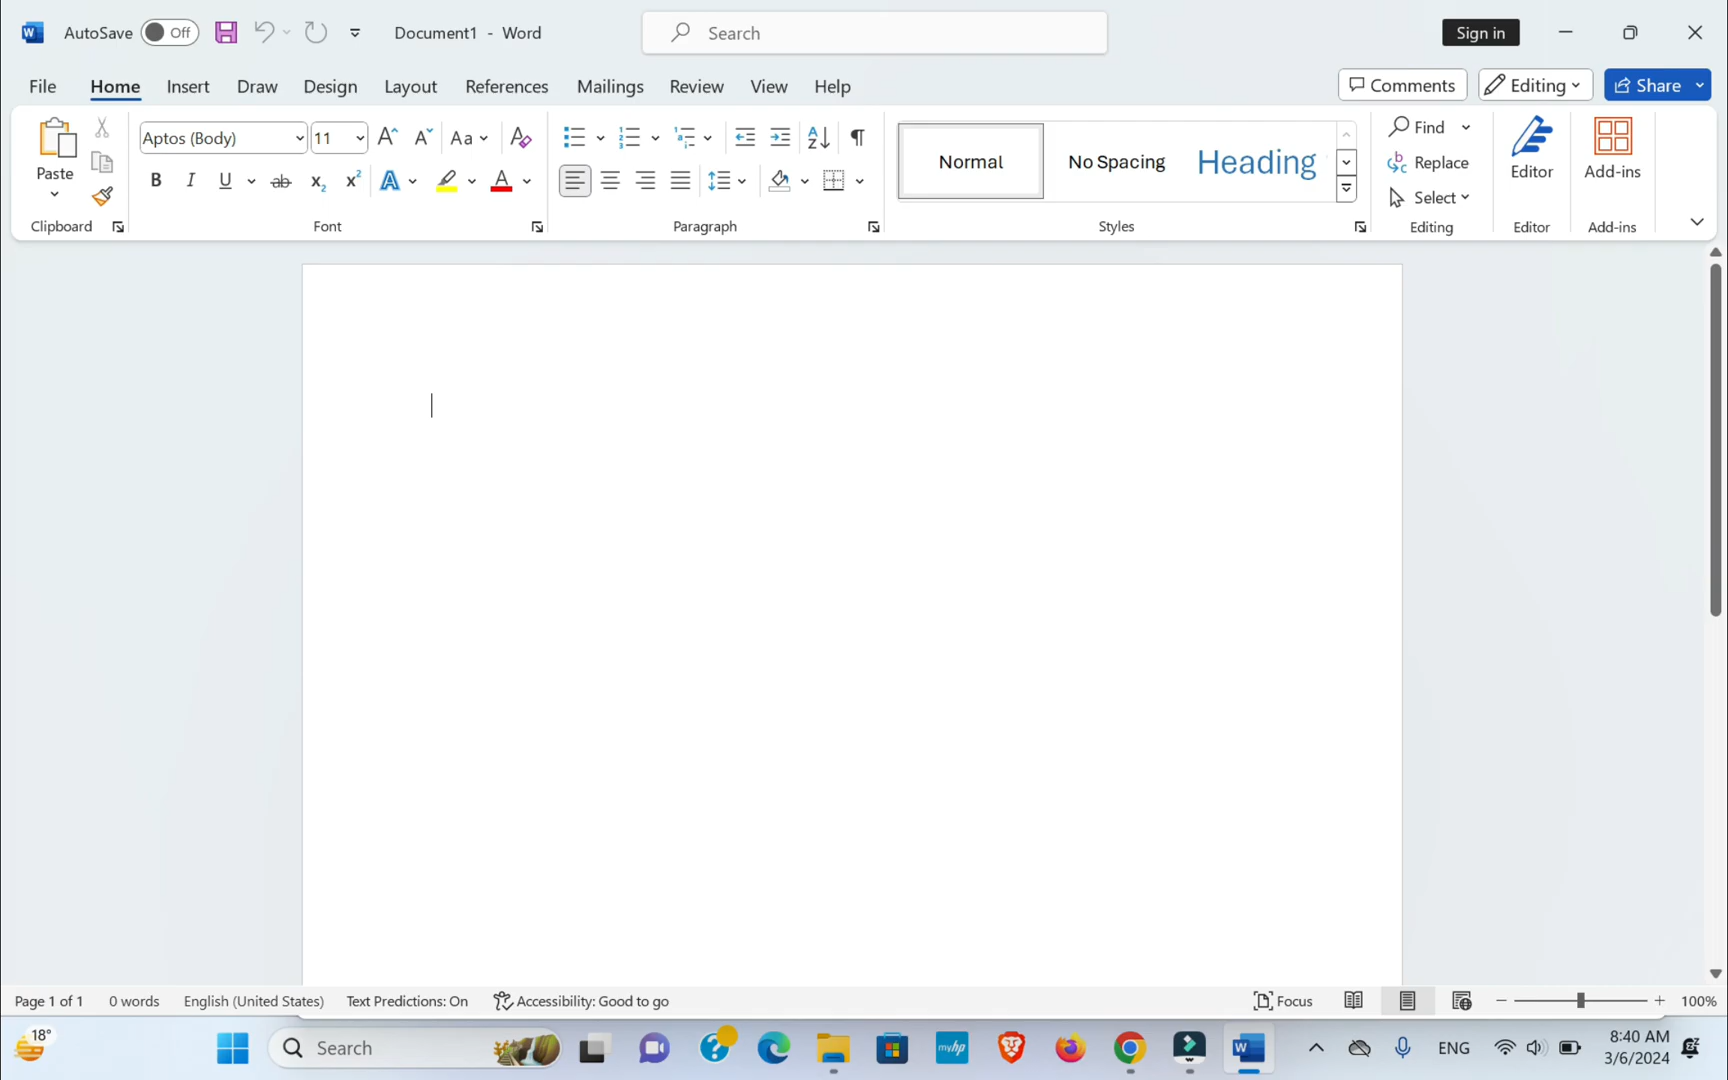 AutoSave Off Document1 - Word Search Sign in
File Home Insert Draw Design Layout References Mailings Review View Help Comments Editing Share
Aptos (Body) 11 Aa Find
Paste Normal No Spacing Heading Replace Editor Add-ins
Select
Clipboard Font Paragraph Styles Editing Editor Add-ins
Page 1 of 1 0 words English (United States) Text Predictions: On Accessibility: Good to go Focus 100%
18° Search myhp ENG 8:40 AM
3/6/2024